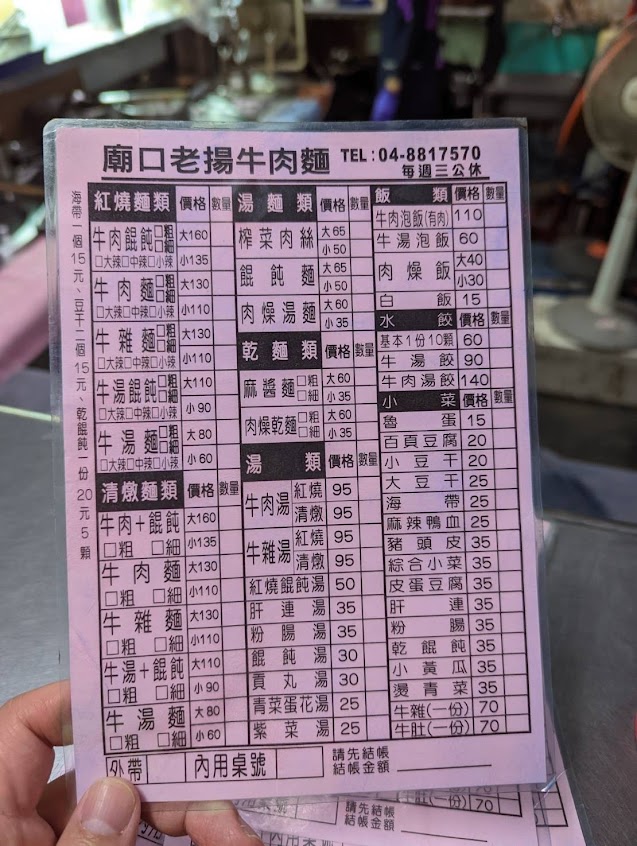 廟口老揚牛肉麵 TEL:04-8817570
每週三公休
海帶一個15元、豆干二個15元、乾餛飩一份20元5顆
紅燒麵類 價格 數量
牛肉餛飩 □粗 □細 大160
□大辣□中辣□小辣 小135
牛肉麵 □粗 □細 大130
□大辣□中辣□小辣 小110
牛雜麵 □粗 □細 大130
□大辣□中辣□小辣 小110
牛湯餛飩 □粗 □細 大110
□大辣□中辣□小辣 小90
牛湯麵 □粗 □細 大80
□大辣□中辣□小辣 小60
清燉麵類 價格 數量
牛肉+餛飩 大160
□粗 □細 小135
牛肉麵 大130
□粗 □細 小110
牛雜麵 大130
□粗 □細 小110
牛湯+餛飩 大110
□粗 □細 小90
牛湯麵 大80
□粗 □細 小60
湯麵類 價格 數量
榨菜肉絲 大65 小50
餛飩麵 大65 小50
肉燥湯麵 大60 小35
乾麵類 價格 數量
麻醬麵 □粗 □細 大60 小35
肉燥乾麵 □粗 □細 大60 小35
湯類 價格 數量
牛肉湯 紅燒 95
清燉 95
牛雜湯 紅燒 95
清燉 95
紅燒餛飩湯 50
肝連湯 35
粉腸湯 35
餛飩湯 30
貢丸湯 30
青菜蛋花湯 25
紫菜湯 25
飯類 價格 數量
牛肉泡飯(有肉) 110
牛湯泡飯 60
肉燥飯 大40 小30
白飯 15
水餃 價格 數量
基本1份10顆 60
牛湯餃 90
牛肉湯餃 140
小菜 價格 數量
魯蛋 15
百頁豆腐 20
小豆干 20
大豆干 25
海帶 25
麻辣鴨血 25
豬頭皮 35
綜合小菜 35
皮蛋豆腐 35
肝連 35
粉腸 35
乾餛飩 35
小黃瓜 35
燙青菜 35
牛雜(一份) 70
牛肚(一份) 70
外帶 內用桌號 請先結帳
結帳金額
牛肚(一份) 70
請先結帳
內用桌號 結帳金額